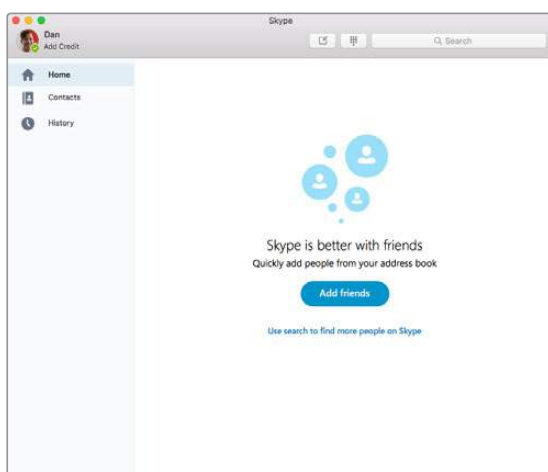 Skype
Dan
Add Credit
Search
Home
Contacts
History
Skype is better with friends
Quickly add people from your address book
Add friends
Use search to find more people on Skype